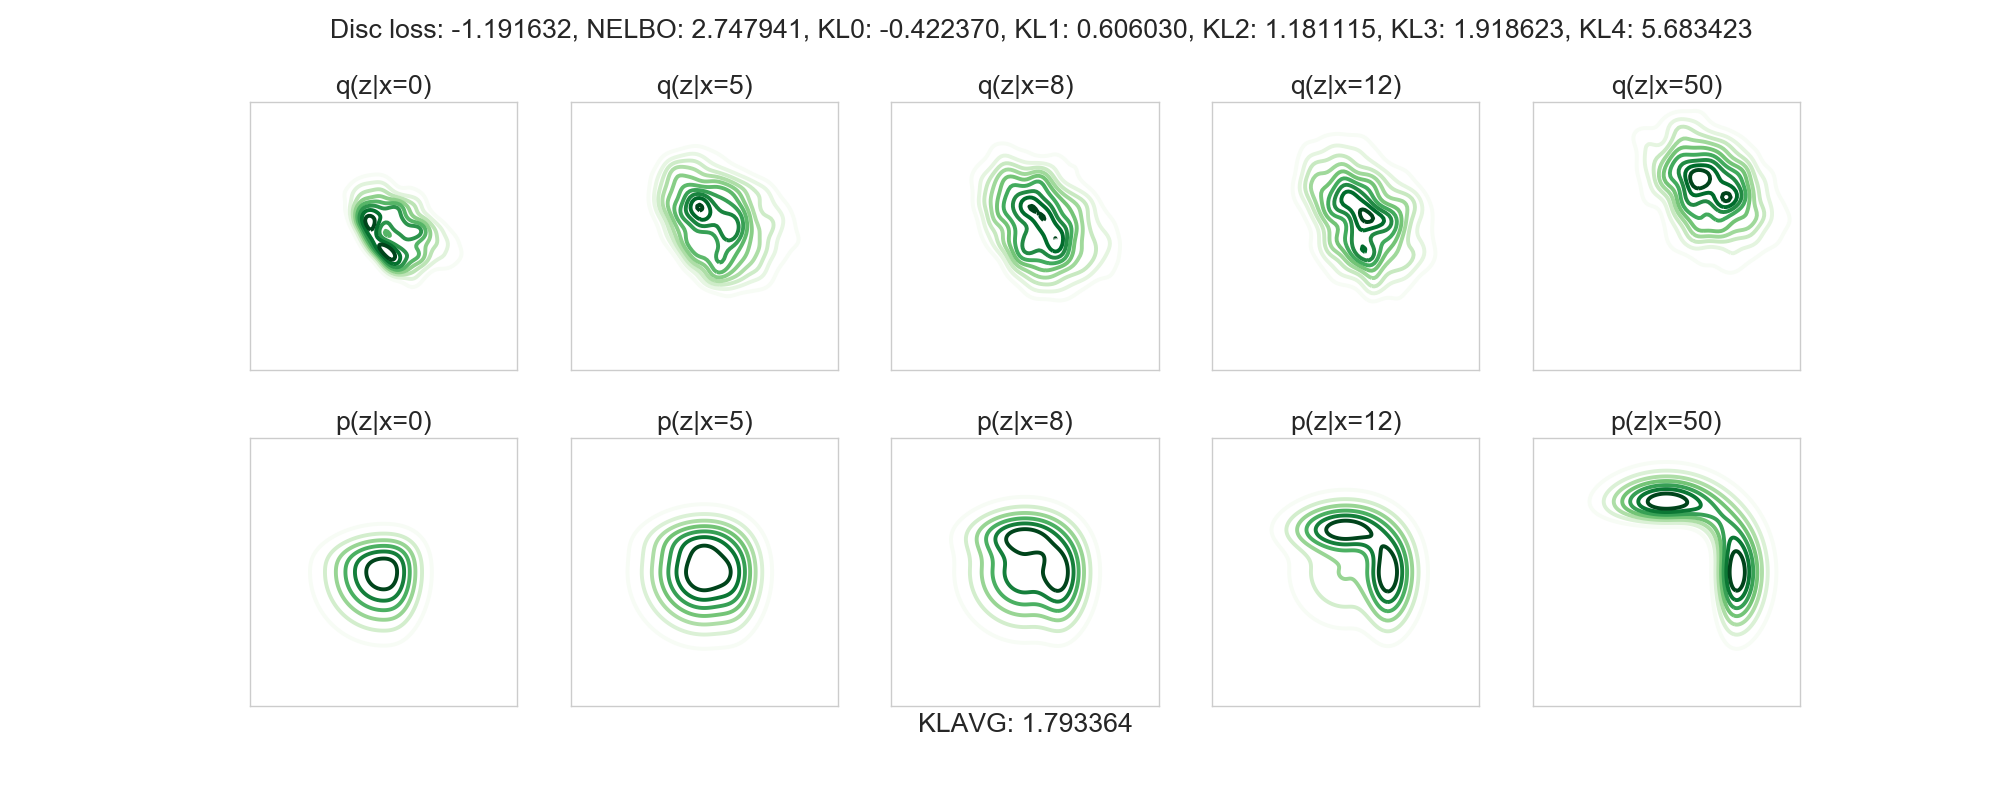 Disc loss: -1.191632, NELBO: 2.747941, KL0: -0.422370, KL1: 0.606030, KL2: 1.181115, KL3: 1.918623, KL4: 5.683423
q(z|x=0) q(z|x=5) q(z|x=8) q(z|x=12) q(z|x=50)
p(z|x=0) p(z|x=5) p(z|x=8) p(z|x=12) p(z|x=50)
KLAVG: 1.793364